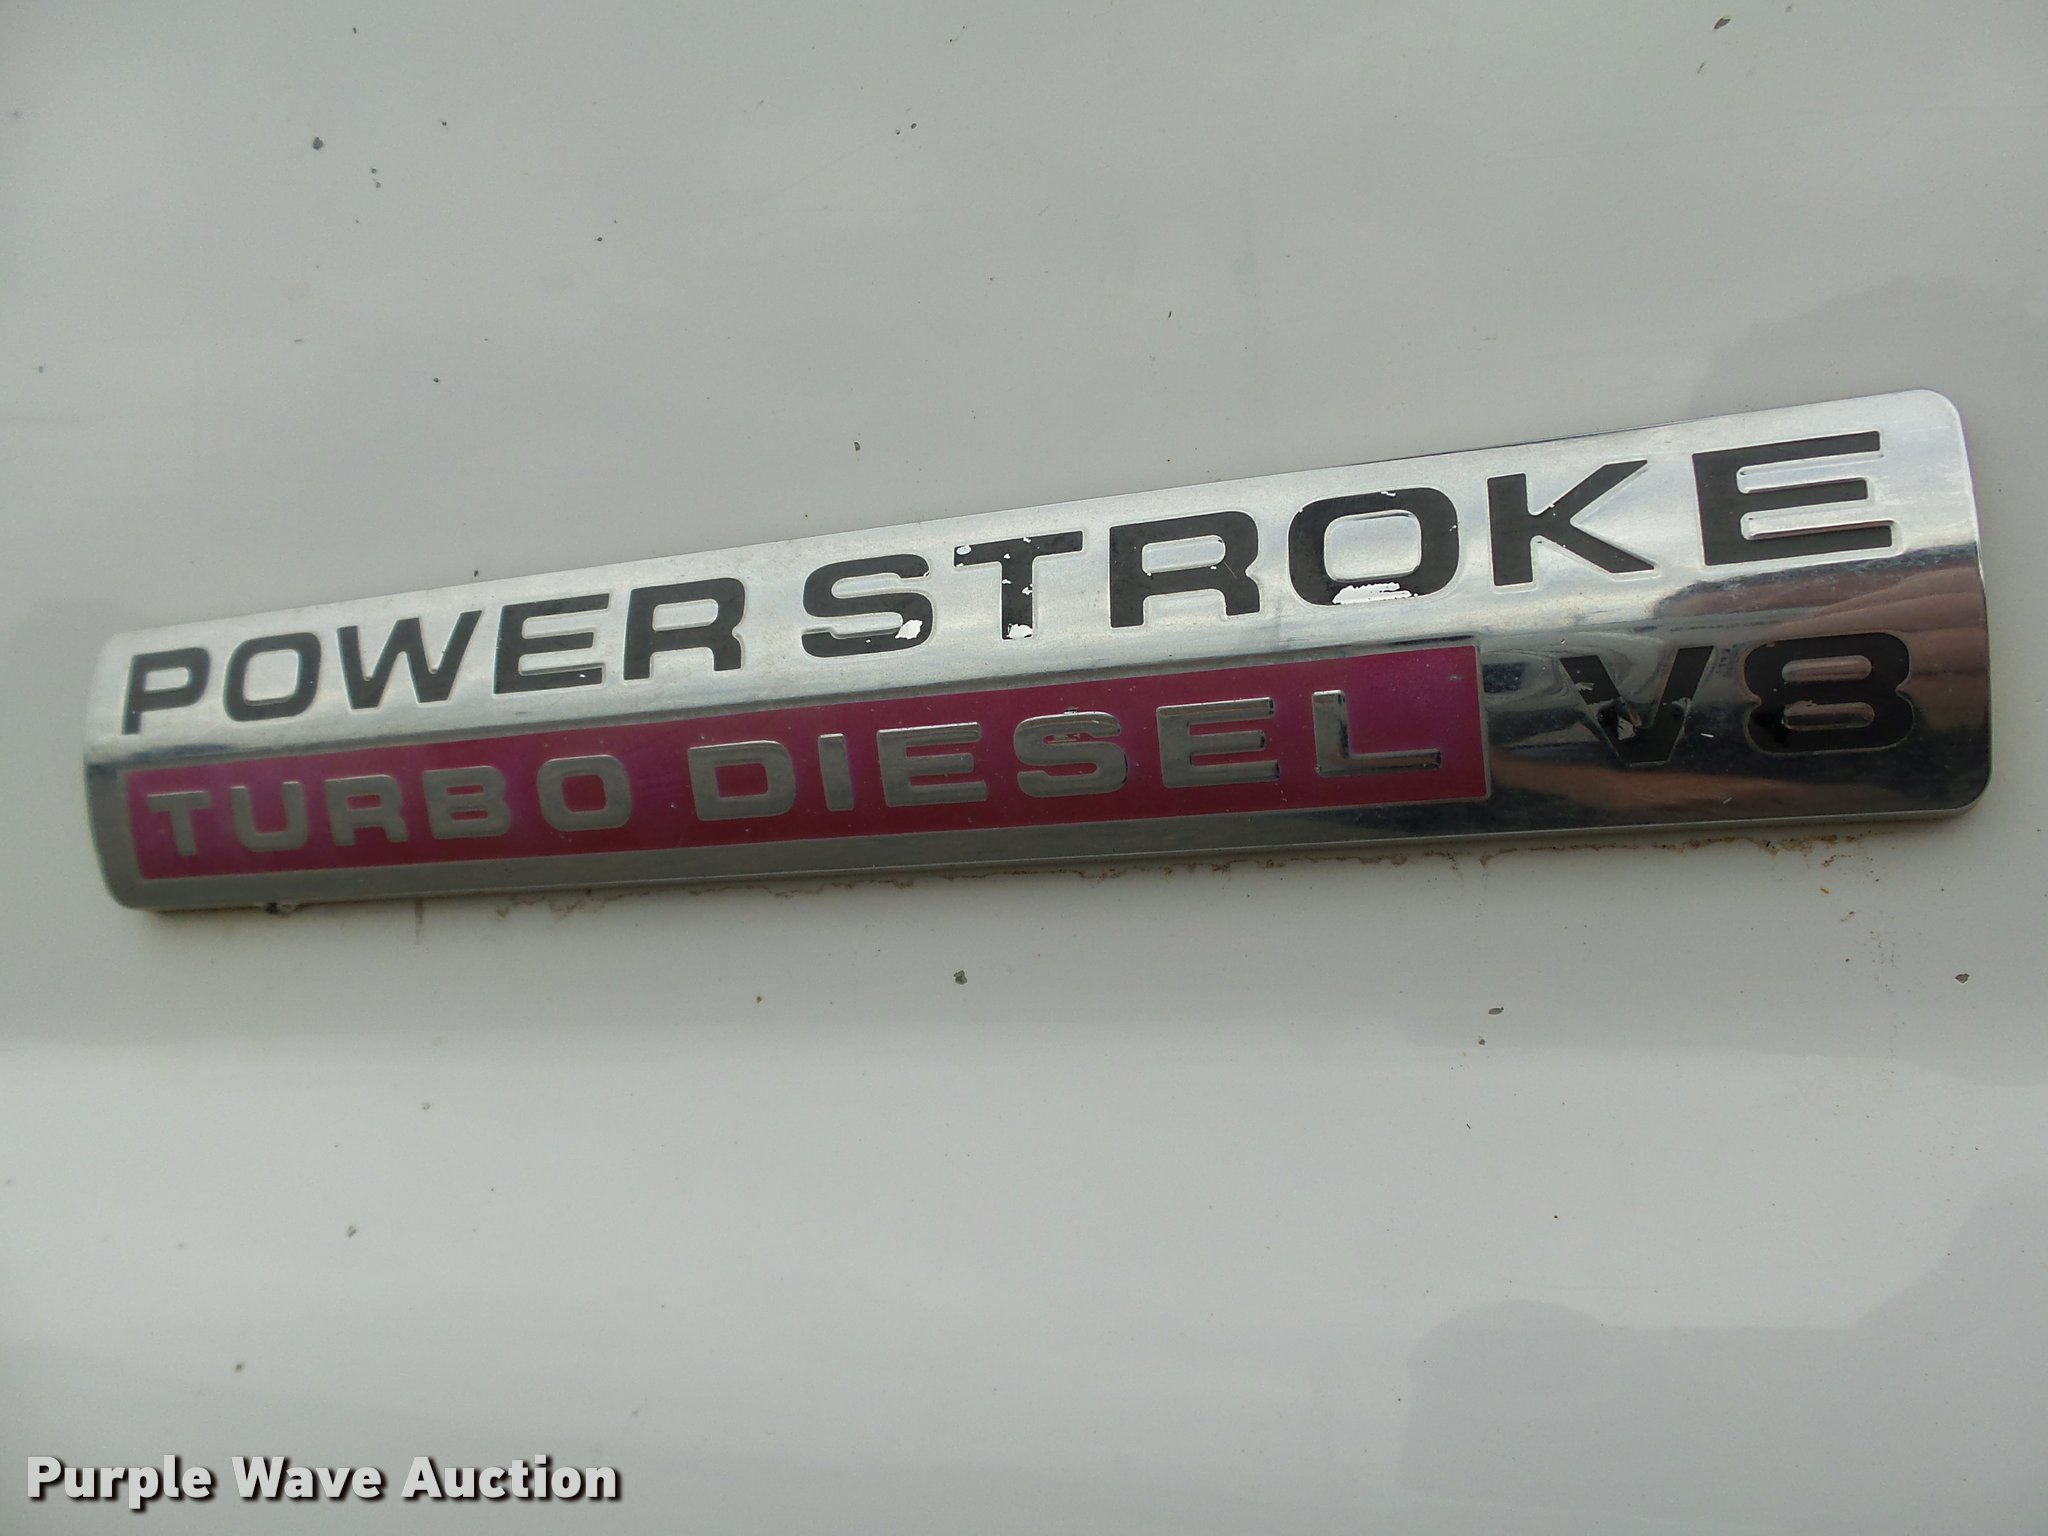 POWER STROKE
TURBO DIESEL V8
Purple Wave Auction